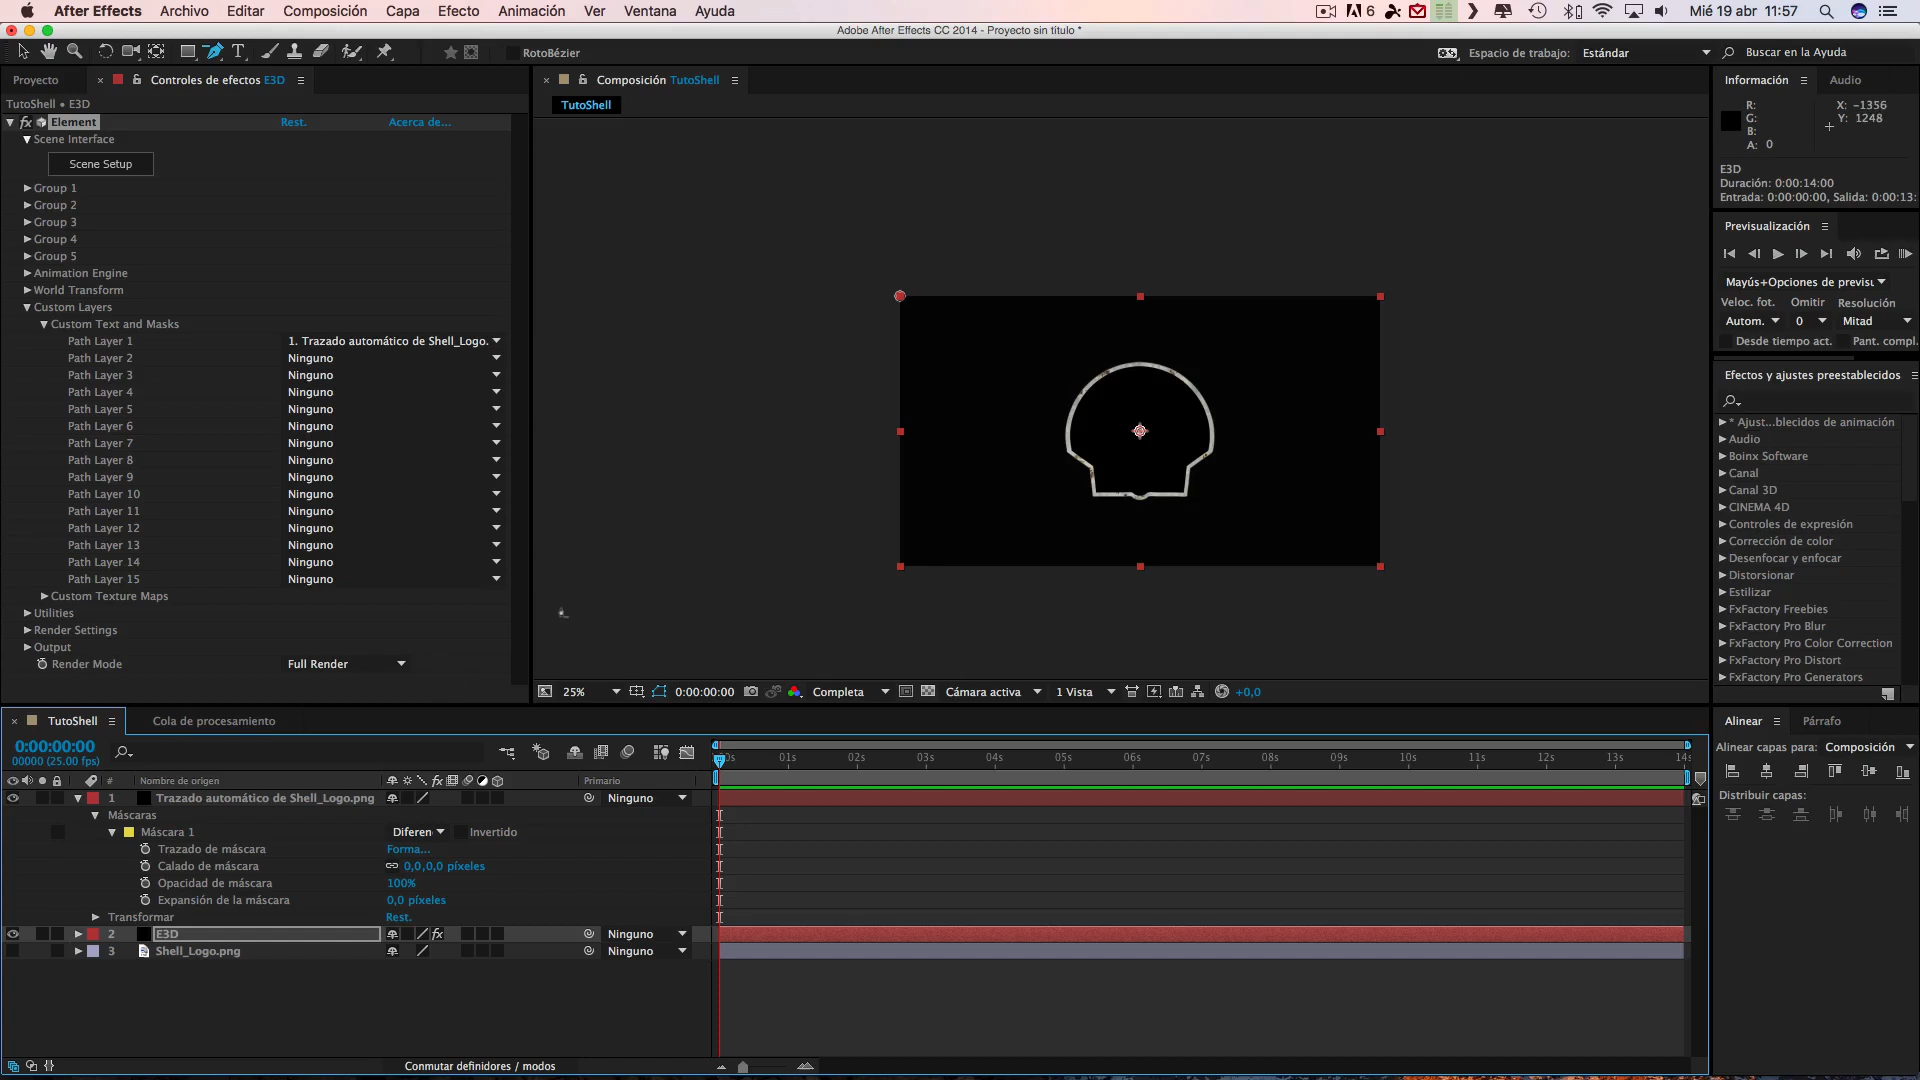 After Effects Archivo Editar Composición Capa Efecto Animación Ver Ventana Ayuda 6 Mié 19 abr 11:57
Adobe After Effects CC 2014 - Proyecto sin título *
RotoBézier Espacio de trabajo: Estándar Buscar en la Ayuda
Proyecto Controles de efectos E3D
TutoShell • E3D
fx Element Rest. Acerca de...
Scene Interface
Scene Setup
Group 1
Group 2
Group 3
Group 4
Group 5
Animation Engine
World Transform
Custom Layers
Custom Text and Masks
Path Layer 1 1. Trazado automático de Shell_Logo.
Path Layer 2 Ninguno
Path Layer 3 Ninguno
Path Layer 4 Ninguno
Path Layer 5 Ninguno
Path Layer 6 Ninguno
Path Layer 7 Ninguno
Path Layer 8 Ninguno
Path Layer 9 Ninguno
Path Layer 10 Ninguno
Path Layer 11 Ninguno
Path Layer 12 Ninguno
Path Layer 13 Ninguno
Path Layer 14 Ninguno
Path Layer 15 Ninguno
Custom Texture Maps
Utilities
Render Settings
Output
Render Mode Full Render
Composición TutoShell
TutoShell
25% 0:00:00:00 Completa Cámara activa 1 Vista +0,0
Información Audio
R: X: -1356
G: Y: 1248
B:
A: 0
E3D
Duración: 0:00:14:00
Entrada: 0:00:00:00, Salida: 0:00:13:
Previsualización
Mayús+Opciones de previsu
Veloc. fot. Omitir Resolución
Autom. 0 Mitad
Desde tiempo act. Pant. compl.
Efectos y ajustes preestablecidos
* Ajust...blecidos de animación
Audio
Boinx Software
Canal
Canal 3D
CINEMA 4D
Controles de expresión
Corrección de color
Desenfocar y enfocar
Distorsionar
Estilizar
FxFactory Freebies
FxFactory Pro Blur
FxFactory Pro Color Correction
FxFactory Pro Distort
FxFactory Pro Generators
TutoShell Cola de procesamiento
0:00:00:00
00000 (25.00 fps)
00s 01s 02s 03s 04s 05s 06s 07s 08s 09s 10s 11s 12s 13s 14s
# Nombre de origen fx Primario
1 Trazado automático de Shell_Logo.png Ninguno
Máscaras
Máscara 1 Diferen Invertido
Trazado de máscara Forma...
Calado de máscara 0,0,0,0 píxeles
Opacidad de máscara 100%
Expansión de la máscara 0,0 píxeles
Transformar Rest.
2 E3D fx Ninguno
3 Shell_Logo.png Ninguno
Conmutar definidores / modos
Alinear Párrafo
Alinear capas para: Composición
Distribuir capas: